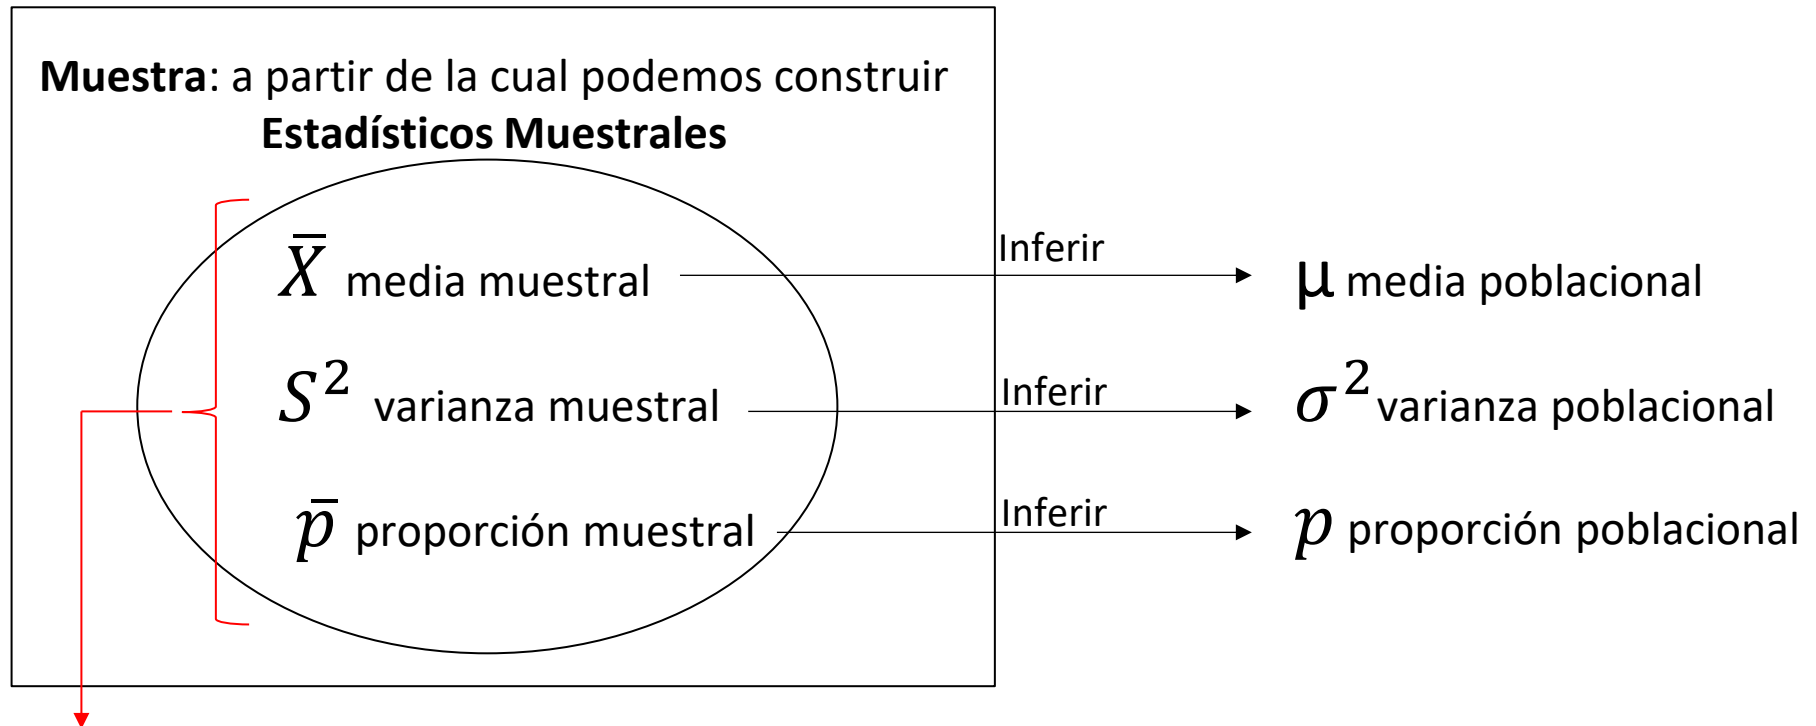 Muestra: a partir de la cual podemos construir
Estadísticos Muestrales
X̅ media muestral
Inferir
μ media poblacional
S² varianza muestral
Inferir
σ² varianza poblacional
p̅ proporción muestral
Inferir
p proporción poblacional